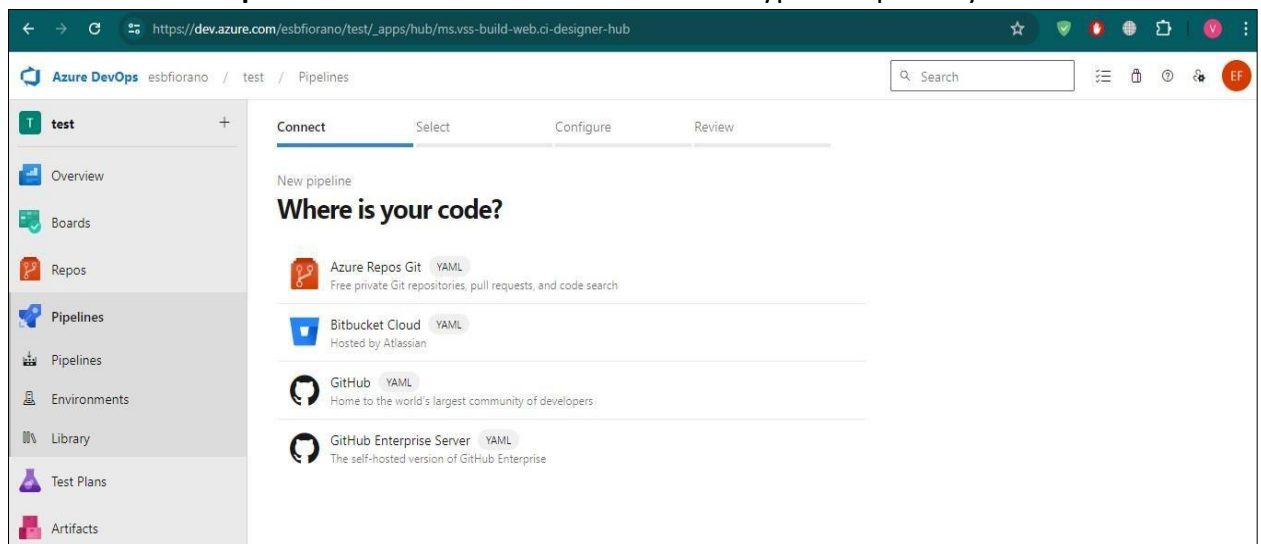 https://dev.azure.com/esbfiorano/test/_apps/hub/ms.vss-build-web.ci-designer-hub
V
Azure DevOps esbfiorano / test / Pipelines
Search
EF
T test +
Connect Select Configure Review
Overview
New pipeline
Where is your code?
Boards
Azure Repos Git YAML
Free private Git repositories, pull requests, and code search
Repos
Pipelines
Bitbucket Cloud YAML
Hosted by Atlassian
Pipelines
GitHub YAML
Home to the world's largest community of developers
Environments
Library
GitHub Enterprise Server YAML
The self-hosted version of GitHub Enterprise
Test Plans
Artifacts